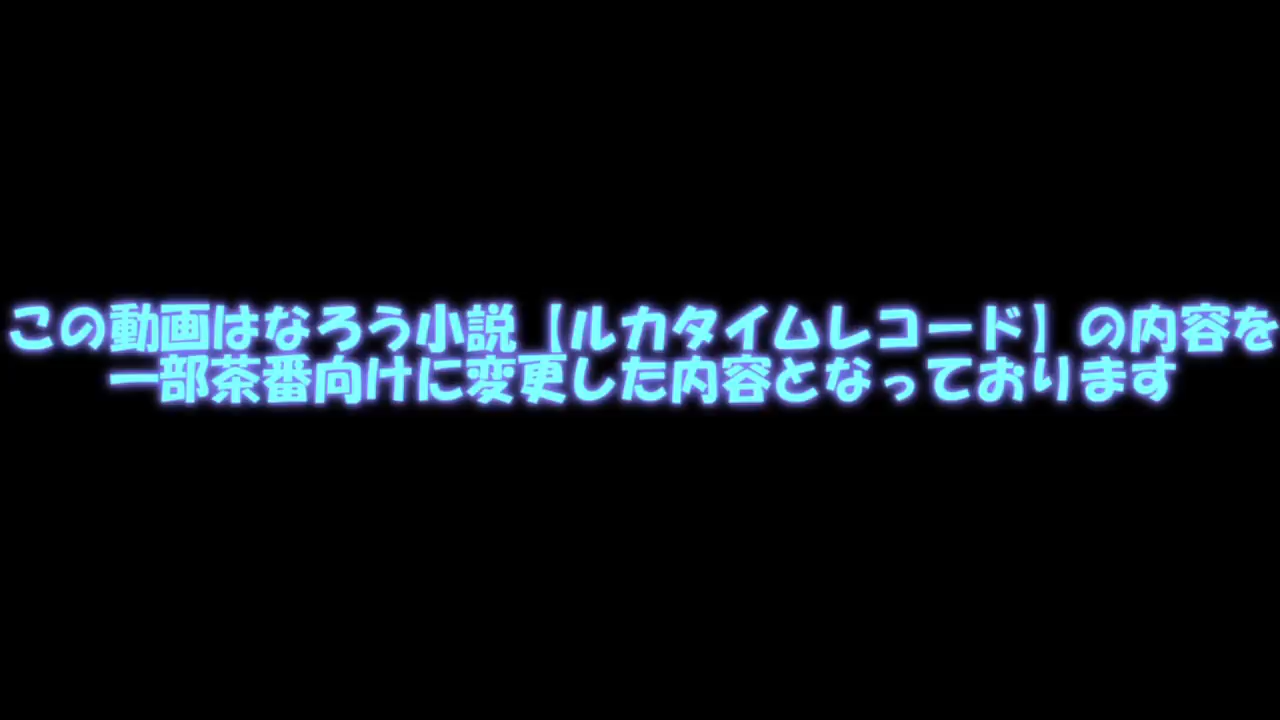 この動画はなろう小説【ルカタイムレコード】の内容を
一部茶番向けに変更した内容となっております